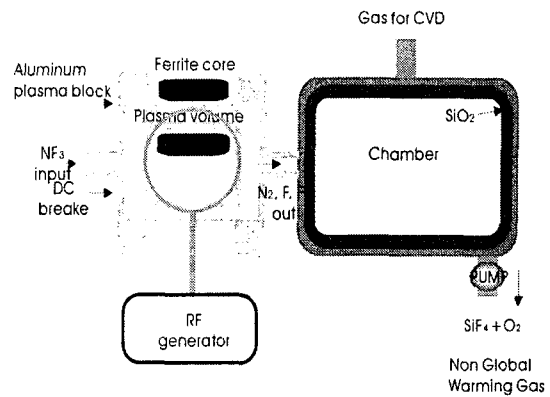 Gas for CVD
Ferrite core
Aluminum
plasma block
Plasma volume
SiO₂
Chamber
NF₃
input
DC
breake
N₂, F,
out
PUMP
RF
generator
SiF₄ + O₂
Non Global
Warming Gas